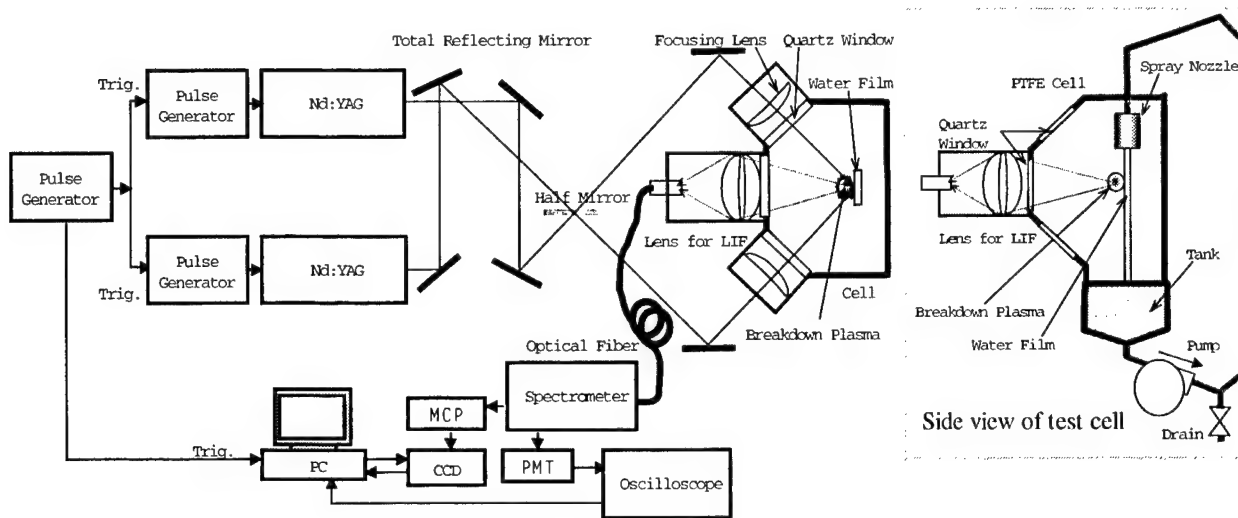 Total Reflecting Mirror
Focusing Lens
Quartz Window
Water Film
Trig.
Pulse
Generator
Nd:YAG
Pulse
Generator
Half Mirror
Lens for LIF
Pulse
Generator
Nd:YAG
Trig.
Cell
Breakdown Plasma
Optical Fiber
Spectrometer
MCP
Trig.
PC
CCD
PMT
Oscilloscope
Spray Nozzle
PTFE Cell
Quartz
Window
Lens for LIF
Tank
Breakdown Plasma
Water Film
Pump
Side view of test cell
Drain